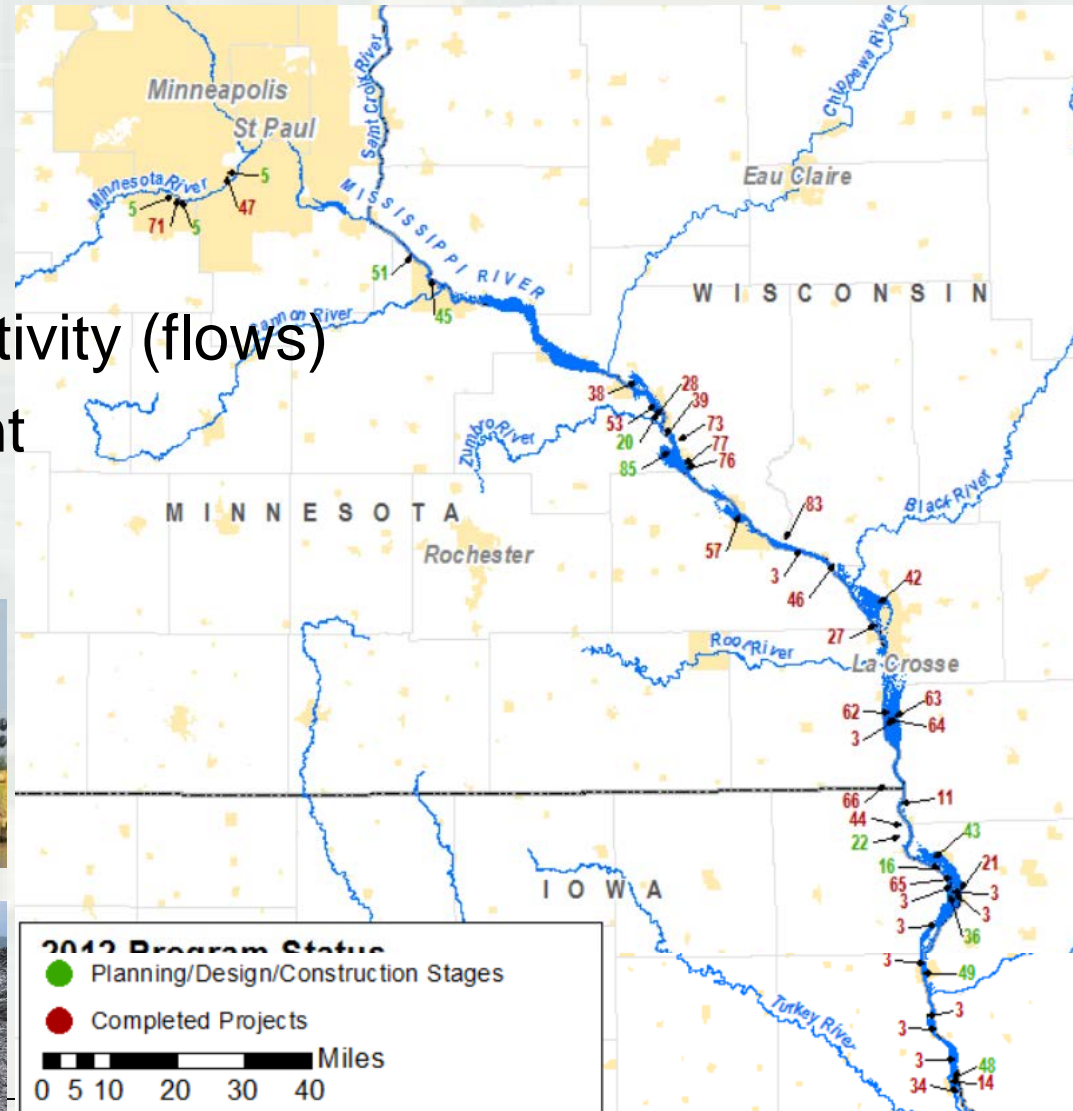 Minneapolis
St Paul
Saint Croix River
Chippewa River
Eau Claire
Minnesota River
5
47
5
71
5
MISSISSIPPI RIVER
51
45
WISCONSIN
River
tivity (flows)
nt
38
28
39
53
73
20
77
85
76
Zumbro River
Black River
MINNESOTA
Rochester
83
57
3
46
42
27
Root River
La Crosse
62
63
64
3
66
11
44
22
43
16
21
65
3
3
3
36
IOWA
3
3
49
3
3
Turkey River
3
48
14
34
2012 Program Status
Planning/Design/Construction Stages
Completed Projects
Miles
0 5 10 20 30 40